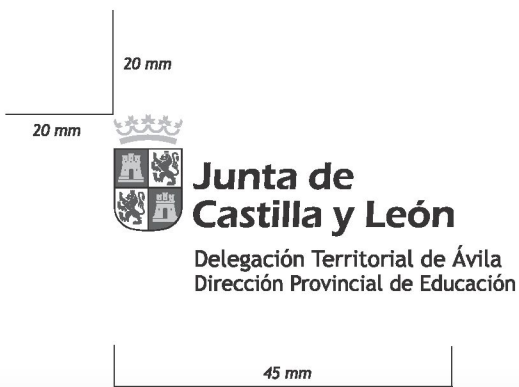 20 mm
20 mm
Junta de
Castilla y León
Delegación Territorial de Ávila
Dirección Provincial de Educación
45 mm